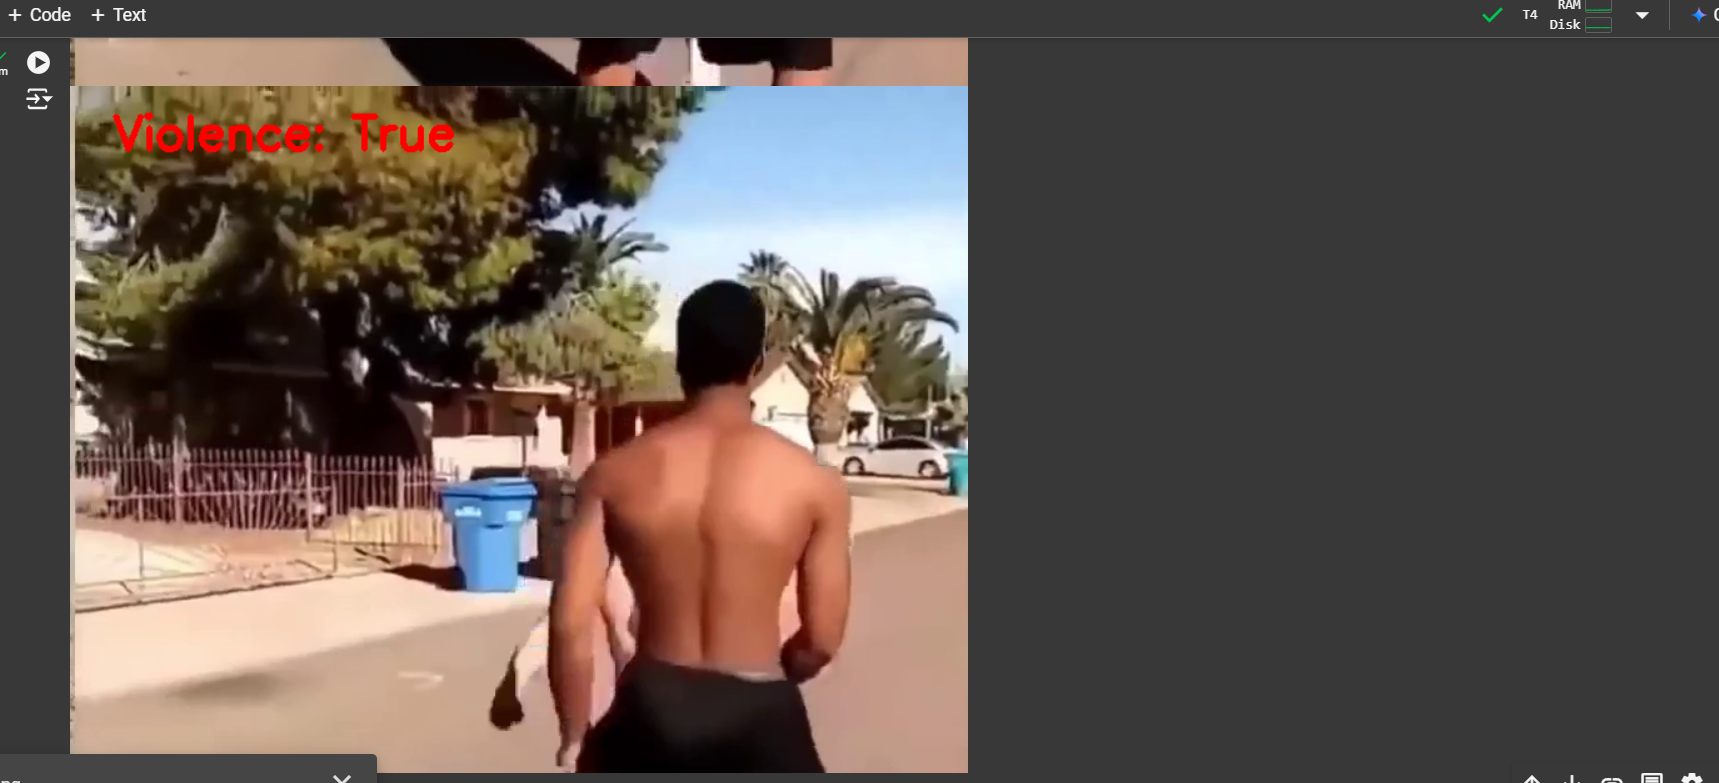 + Code + Text
T4
RAM
Disk
Violence: True